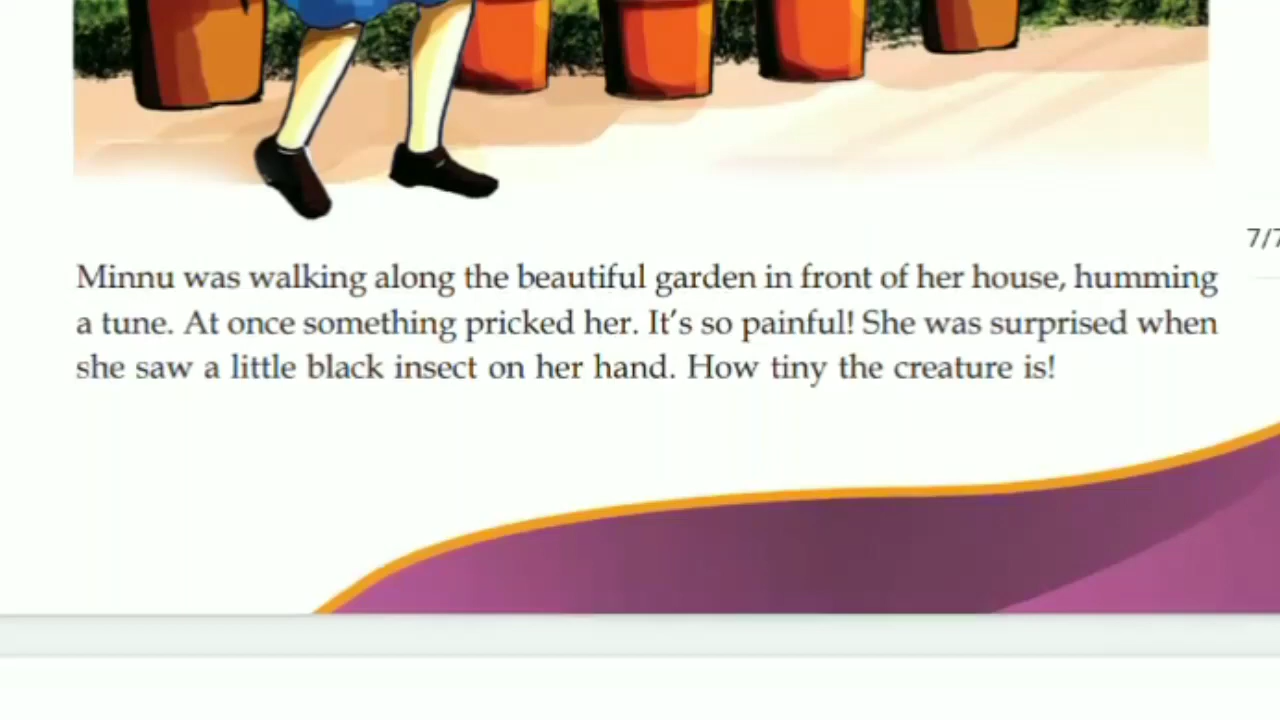 7/7
Minnu was walking along the beautiful garden in front of her house, humming
a tune. At once something pricked her. It's so painful! She was surprised when
she saw a little black insect on her hand. How tiny the creature is!